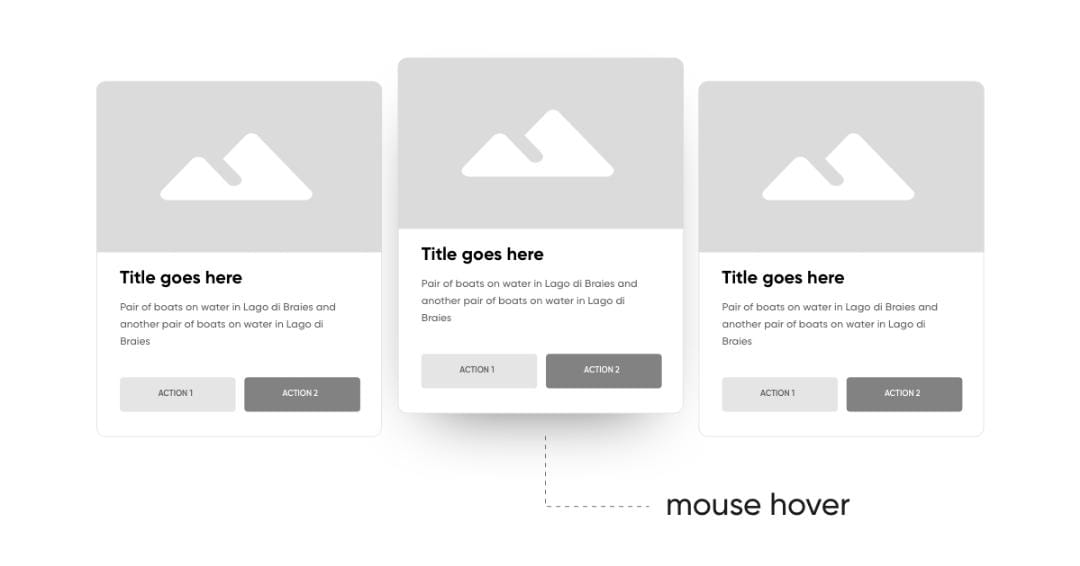 Title goes here
Pair of boats on water in Lago di Braies and
another pair of boats on water in Lago di
Braies
ACTION 1
ACTION 2
Title goes here
Pair of boats on water in Lago di Braies and
another pair of boats on water in Lago di
Braies
ACTION 1
ACTION 2
Title goes here
Pair of boats on water in Lago di Braies and
another pair of boats on water in Lago di
Braies
ACTION 1
ACTION 2
mouse hover